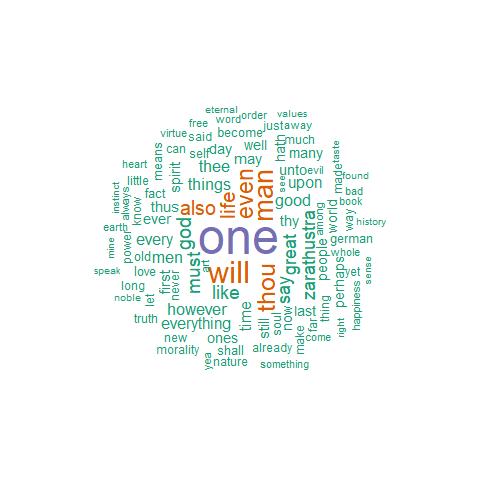 eternal
free word order values
virtue said become just away
means can self day well hath much taste
heart spirit thee may unto evil many made found
instinct little things see
always know fact thus also life even man good upon bad book
mine earth ever god thy among world way history
power every one people german
old men must great zarathustra whole
speak love art will thou say perhaps yet sense
long first never like e
noble let however time still soul now last far thing right happiness
truth everything ones make come
new shall already
morality yea nature something